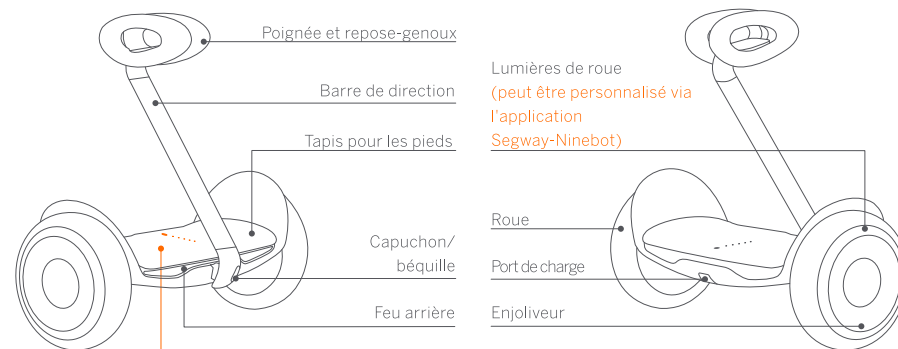 Poignée et repose-genoux
Barre de direction
Tapis pour les pieds
Capuchon/
béquille
Feu arrière
Lumières de roue
(peut être personnalisé via
l'application
Segway-Ninebot)
Roue
Port de charge
Enjoliveur